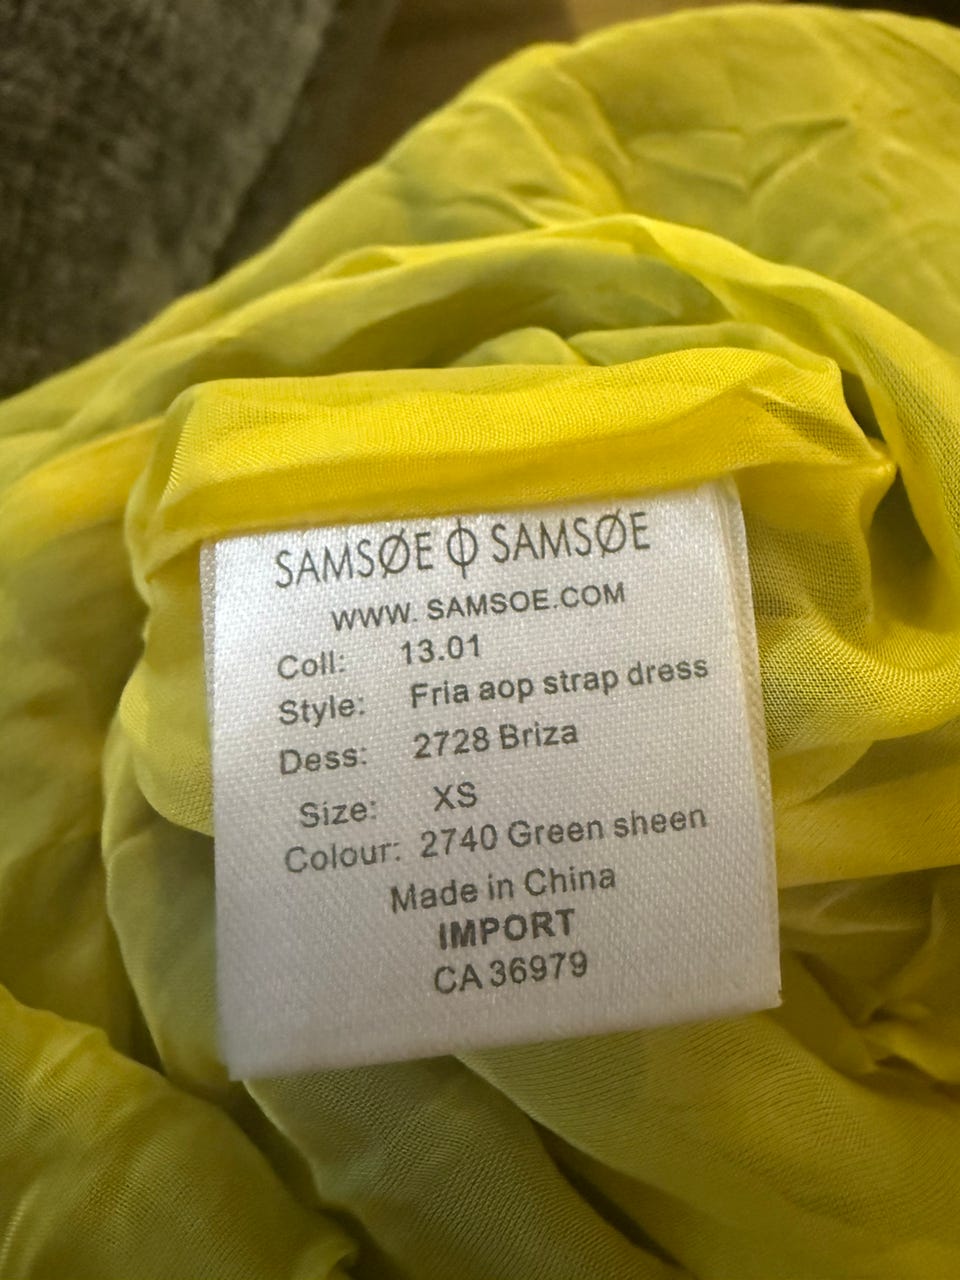 SAMSØE ϕ SAMSØE
WWW. SAMSOE.COM
Coll: 13.01
Style: Fria aop strap dress
Dess: 2728 Briza
Size: XS
Colour: 2740 Green sheen
Made in China
IMPORT
CA 36979